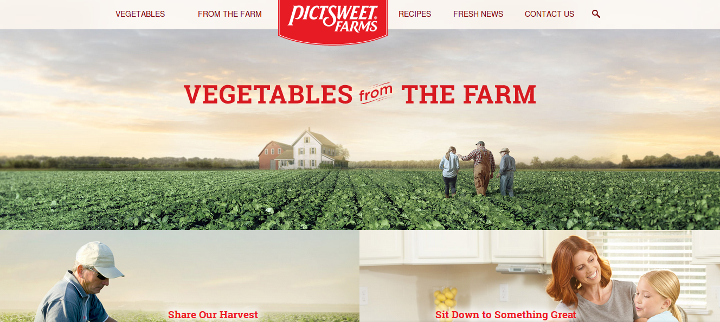 VEGETABLES
FROM THE FARM
PICTSWEET®
FARMS
RECIPES
FRESH NEWS
CONTACT US
VEGETABLES from THE FARM
Share Our Harvest
Sit Down to Something Great